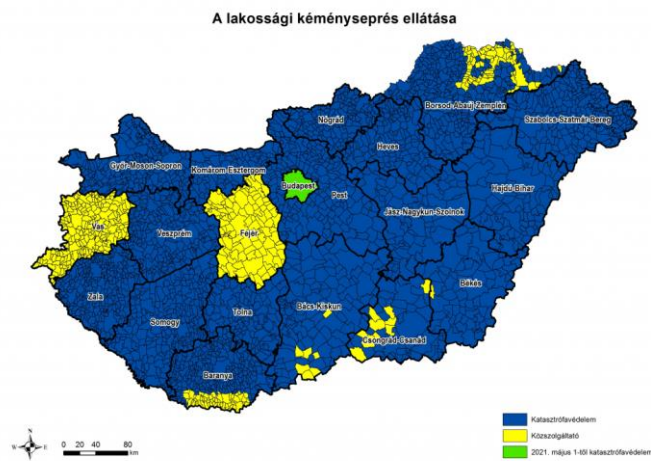 A lakossági kéményseprés ellátása
Borsod-Abaúj-Zemplén
Szabolcs-Szatmár-Bereg
Nógrád
Heves
Győr-Moson-Sopron
Komárom-Esztergom
Budapest
Pest
Hajdú-Bihar
Jász-Nagykun-Szolnok
Vas
Veszprém
Fejér
Békés
Zala
Somogy
Tolna
Bács-Kiskun
Csongrád-Csanád
Baranya
Katasztrófavédelem
Közszolgáltató
2021. május 1-től katasztrófavédelem
N
W E
S
0 20 40 80
km